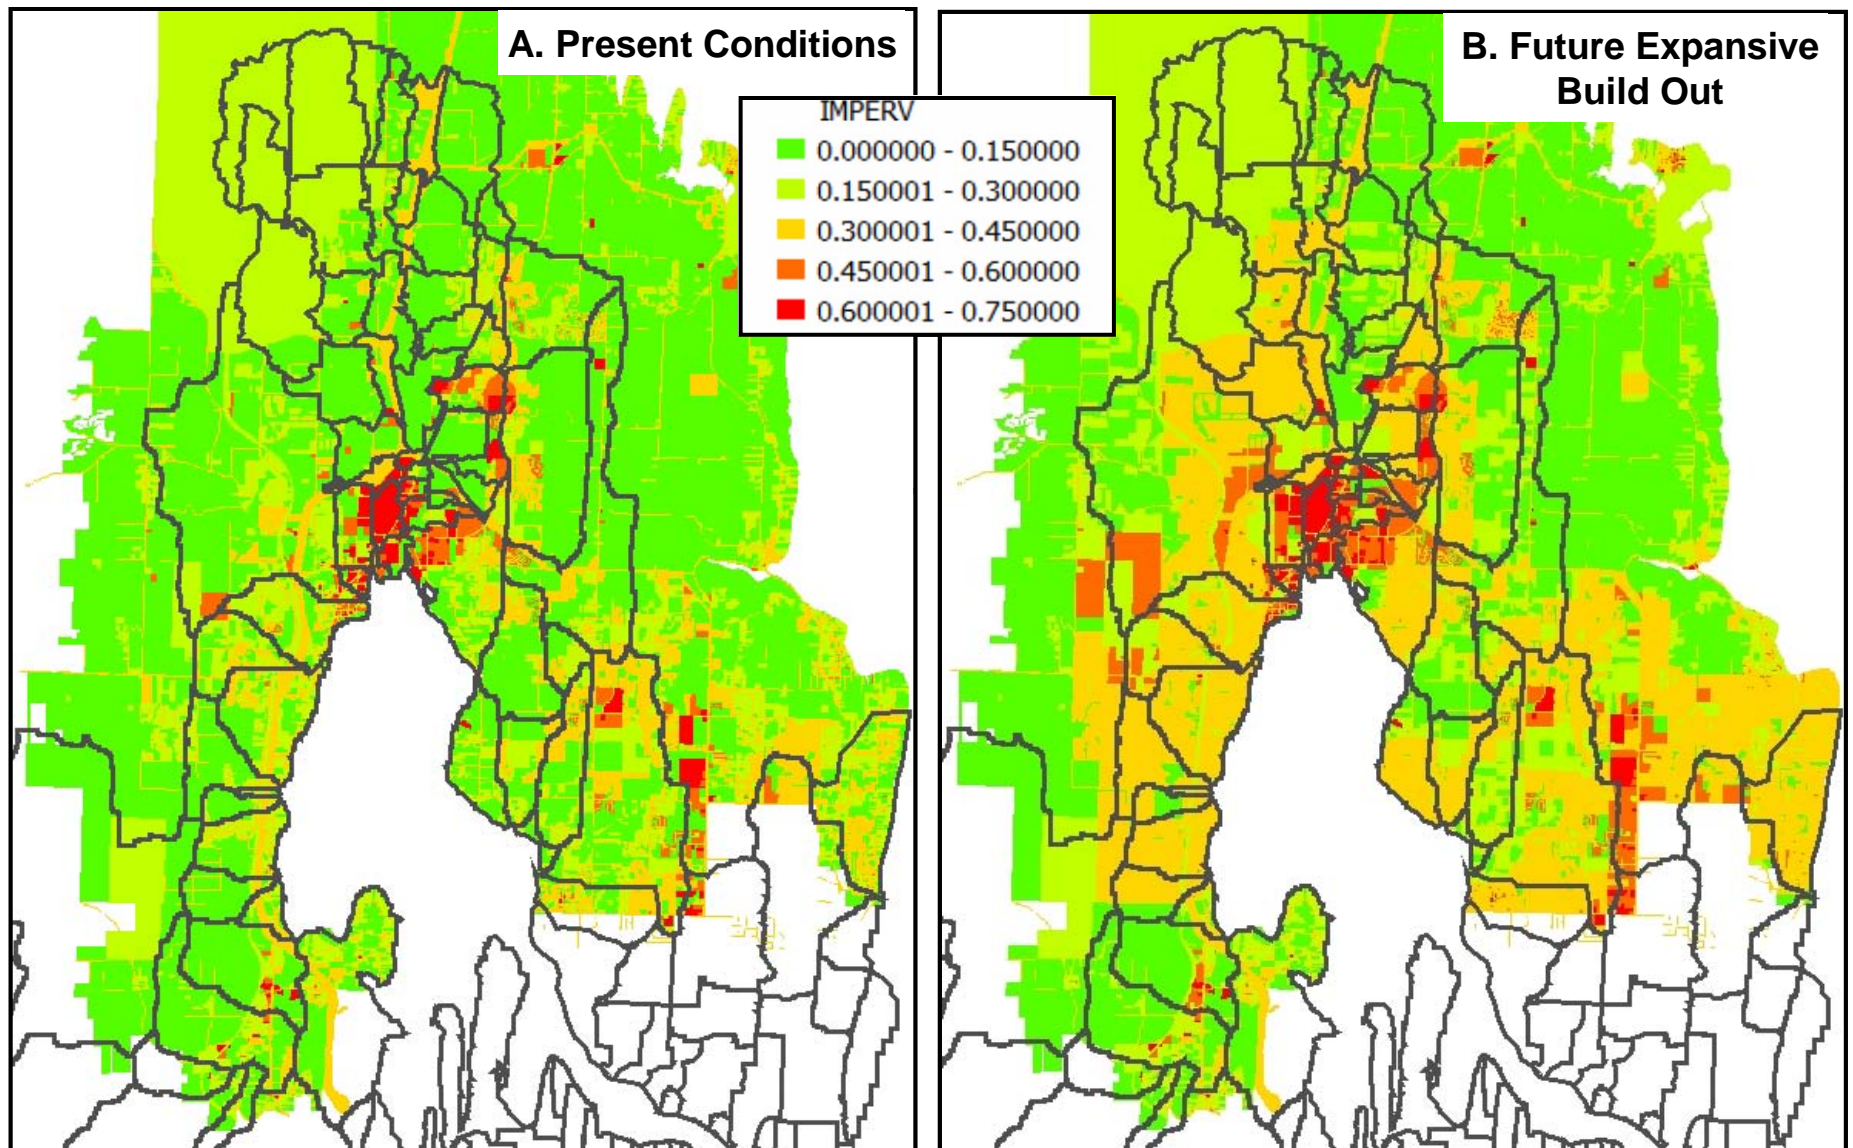 A. Present Conditions
B. Future Expansive
Build Out
IMPERV
0.000000 - 0.150000
0.150001 - 0.300000
0.300001 - 0.450000
0.450001 - 0.600000
0.600001 - 0.750000